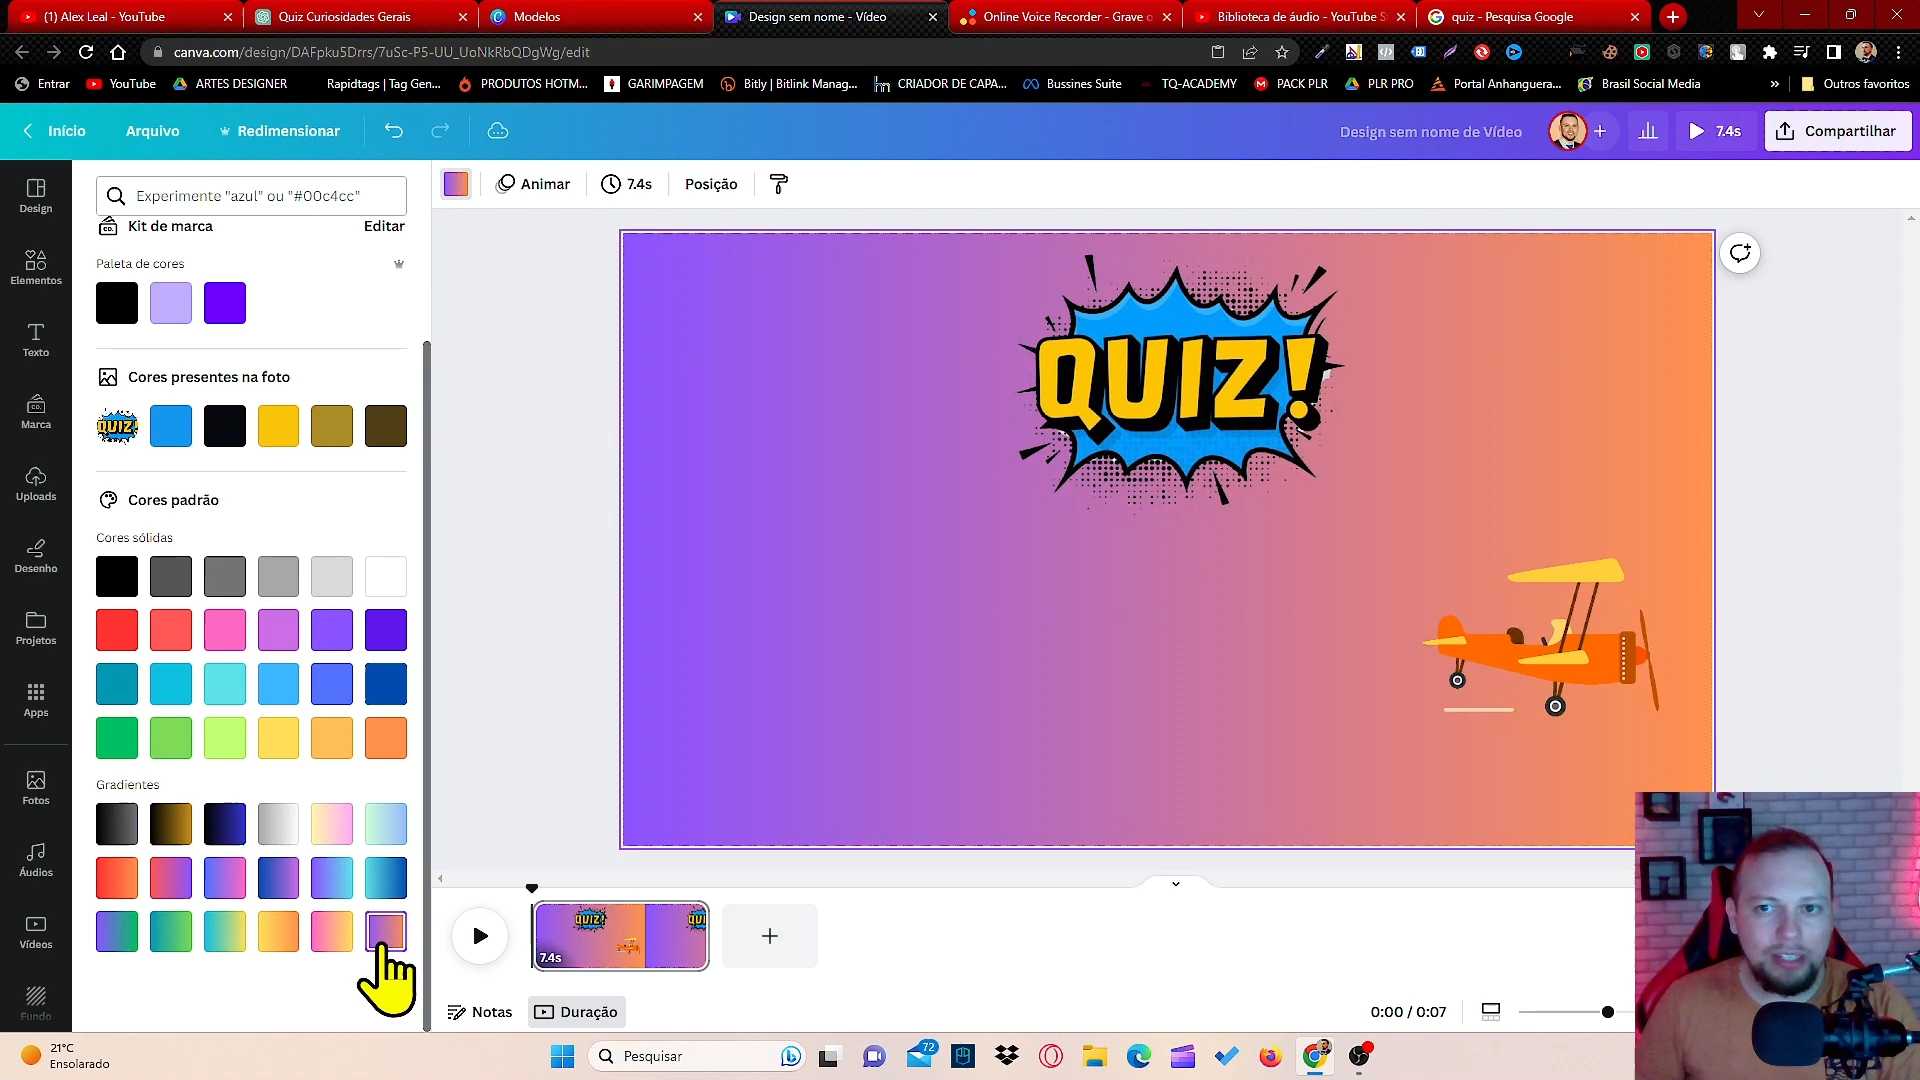 (1) Alex Leal - YouTube
Quiz Curiosidades Gerais
Modelos
Design sem nome - Vídeo
Online Voice Recorder - Grave o
Biblioteca de áudio - YouTube S
quiz - Pesquisa Google
canva.com/design/DAFpku5Drrs/7uSc-P5-UU_UoNkRbQDgWg/edit
Entrar
YouTube
ARTES DESIGNER
Rapidtags | Tag Gen...
PRODUTOS HOTM...
GARIMPAGEM
Bitly | Bitlink Manag...
CRIADOR DE CAPA...
Bussines Suite
TQ-ACADEMY
PACK PLR
PLR PRO
Portal Anhanguera...
Brasil Social Media
»
Outros favoritos
Início
Arquivo
Redimensionar
Design sem nome de Vídeo
7.4s
Compartilhar
Design
Elementos
Texto
Marca
Uploads
Desenho
Projetos
Apps
Fotos
Áudios
Vídeos
Fundo
Experimente "azul" ou "#00c4cc"
Kit de marca
Editar
Paleta de cores
Cores presentes na foto
QUIZ!
Cores padrão
Cores sólidas
Gradientes
Animar
7.4s
Posição
QUIZ!
QUIZ!
7.4s
Notas
Duração
0:00 / 0:07
21°C
Ensolarado
Pesquisar
72